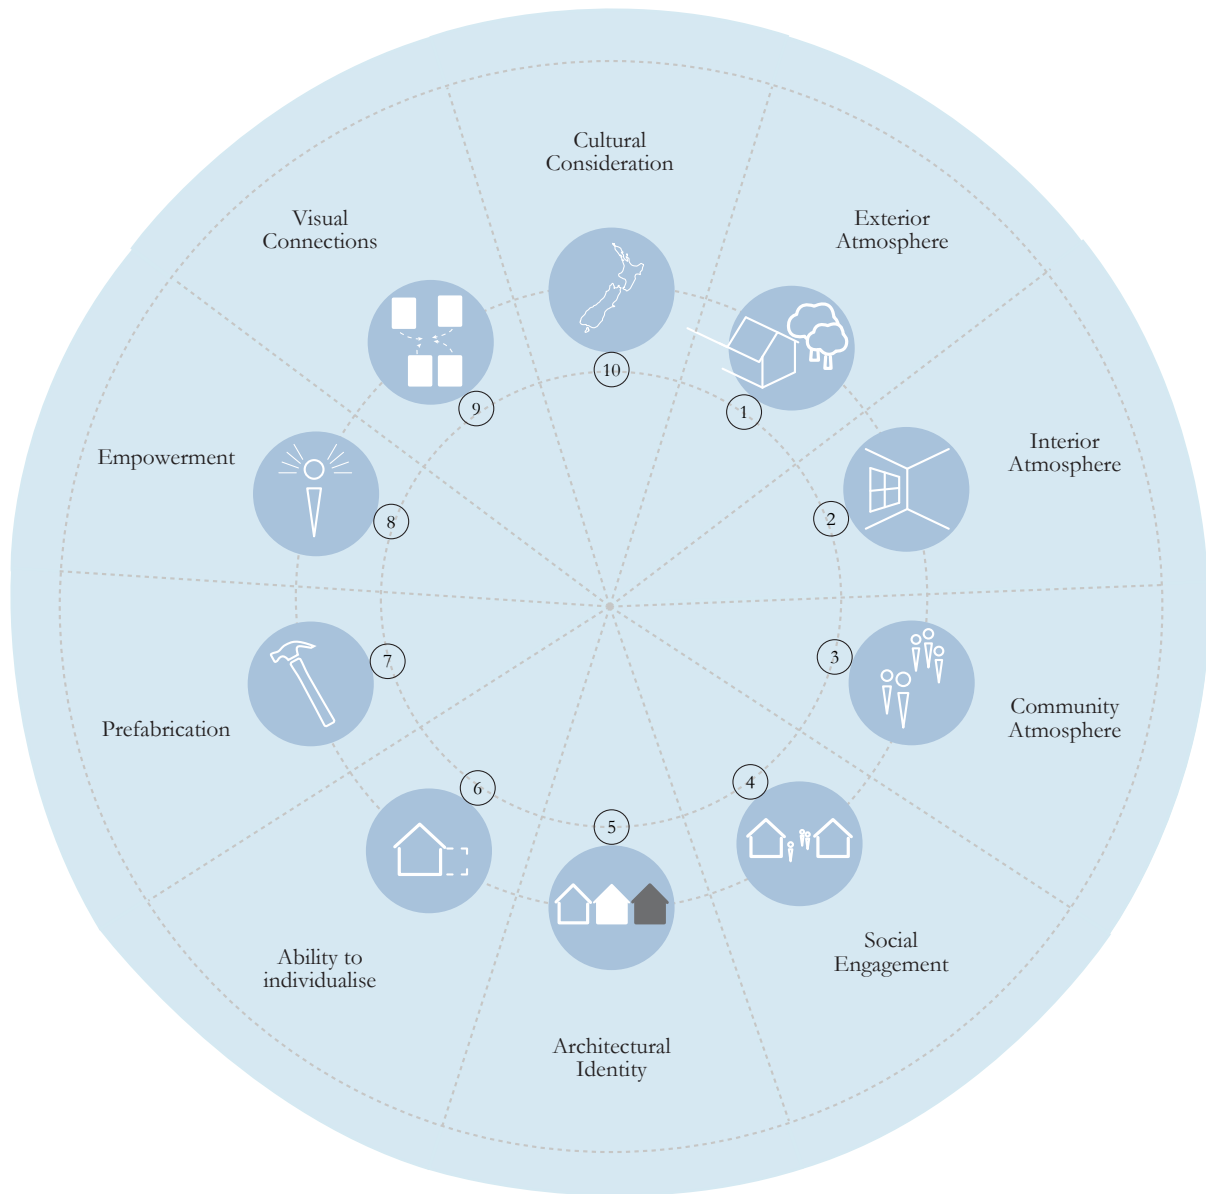 Cultural
Consideration
Visual
Connections
Exterior
Atmosphere
10
9
1
Empowerment
Interior
Atmosphere
8
2
7
3
Prefabrication
Community
Atmosphere
6
4
5
Ability to
individualise
Social
Engagement
Architectural
Identity